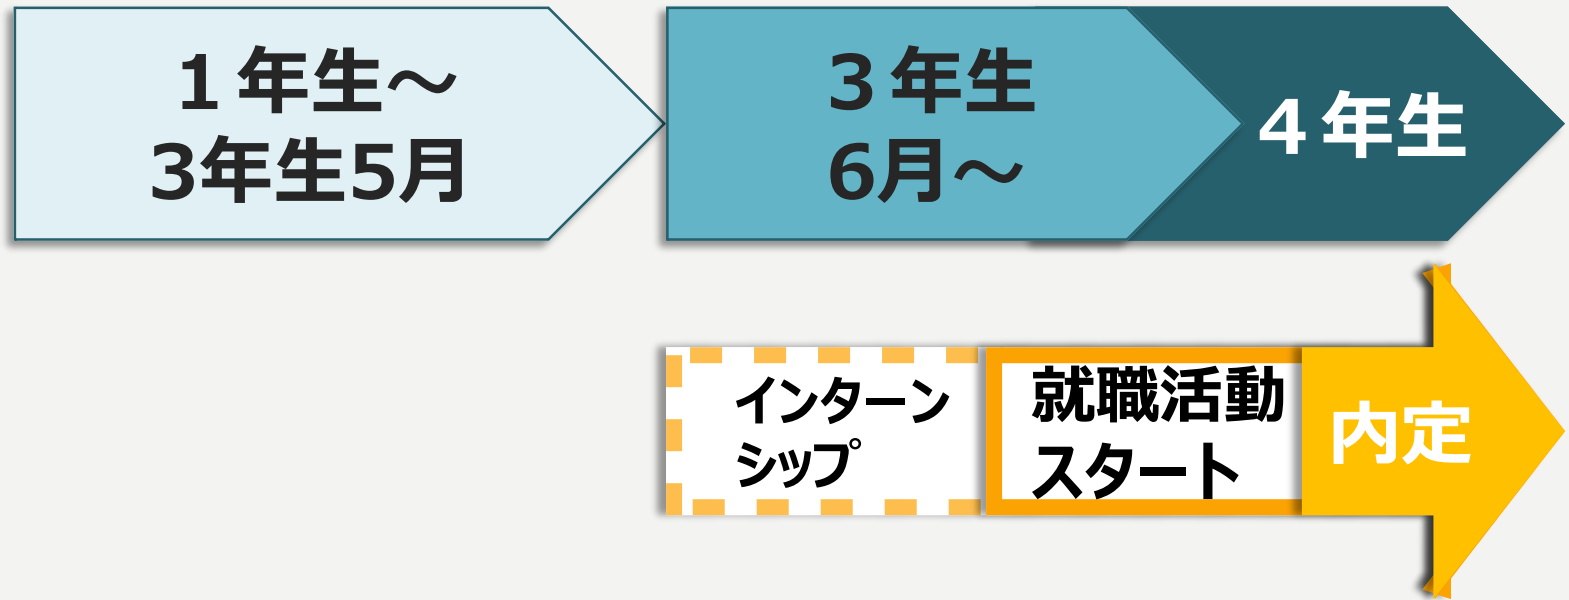 １年生～
3年生5月
３年生
6月～
４年生
インターン
シップ
就職活動
スタート
内定